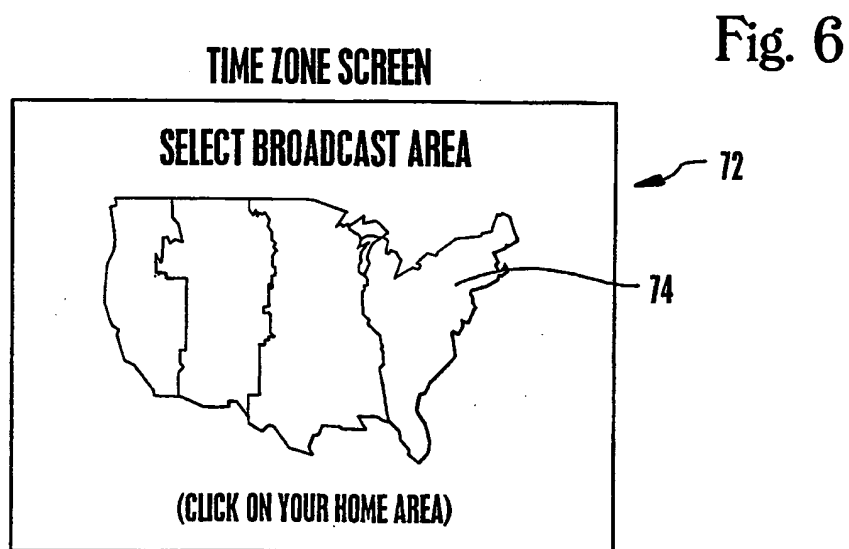 Fig. 6
TIME ZONE SCREEN
SELECT BROADCAST AREA
72
74
(CLICK ON YOUR HOME AREA)